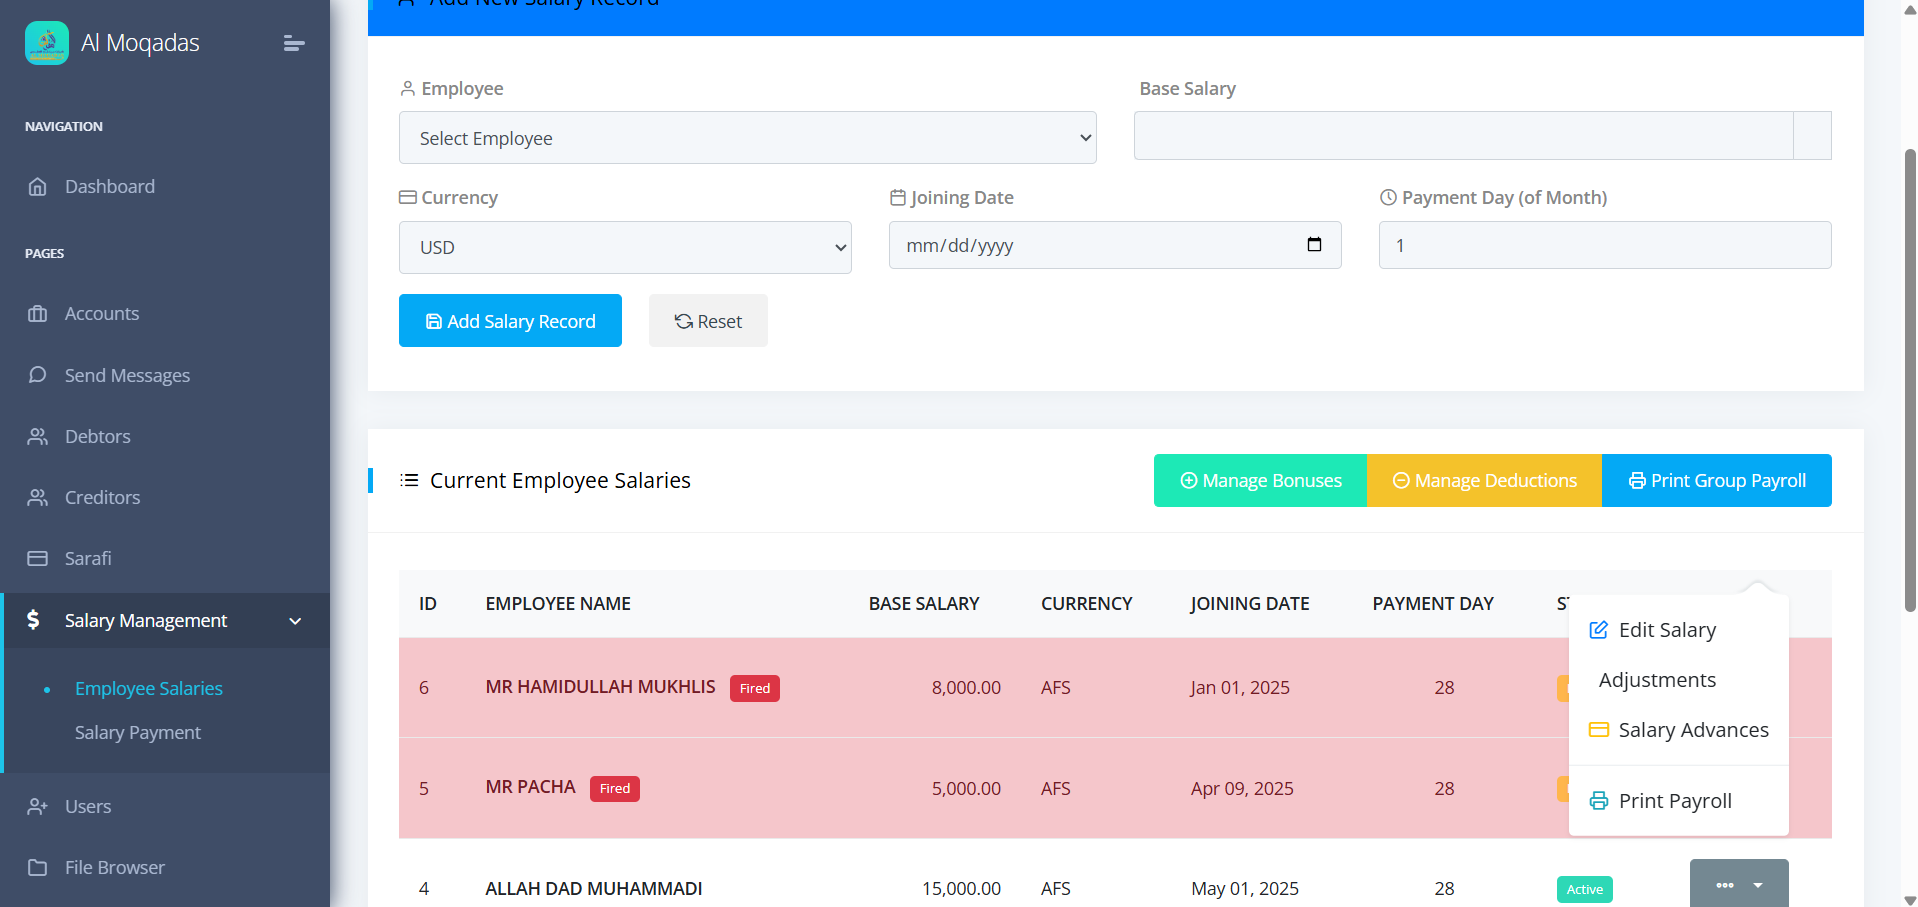 Al Moqadas
NAVIGATION
Dashboard
PAGES
Accounts
Send Messages
Debtors
Creditors
Sarafi
Salary Management
Employee Salaries
Salary Payment
Users
File Browser
Add New Salary Record
Employee
Base Salary
Select Employee
Currency
Joining Date
Payment Day (of Month)
USD
mm/dd/yyyy
1
Add Salary Record
Reset
Current Employee Salaries
Manage Bonuses
Manage Deductions
Print Group Payroll
ID EMPLOYEE NAME BASE SALARY CURRENCY JOINING DATE PAYMENT DAY
6 MR HAMIDULLAH MUKHLIS Fired 8,000.00 AFS Jan 01, 2025 28
5 MR PACHA Fired 5,000.00 AFS Apr 09, 2025 28
4 ALLAH DAD MUHAMMADI 15,000.00 AFS May 01, 2025 28 Active
Edit Salary
Adjustments
Salary Advances
Print Payroll